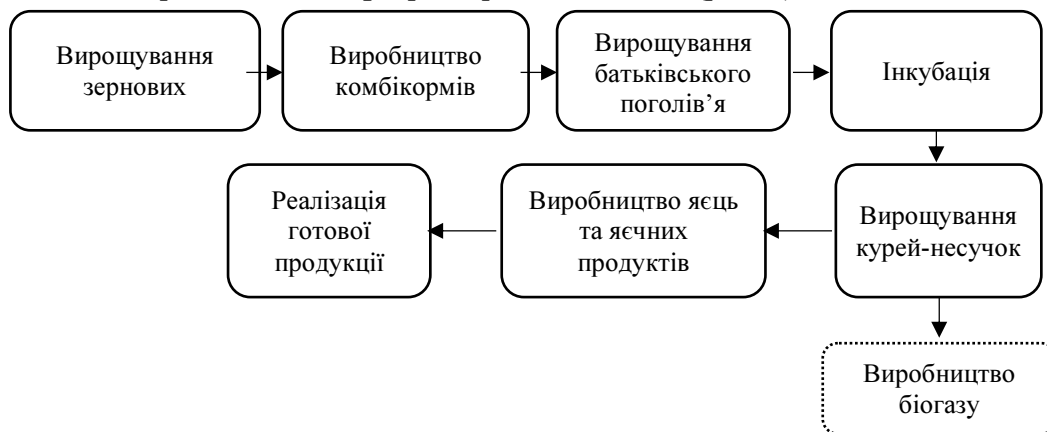 Вирощування
зернових
Виробництво
комбікормів
Вирощування
батьківського
поголів’я
Інкубація
Вирощування
курей-несучок
Виробництво яєць
та яєчних
продуктів
Реалізація
готової
продукції
Виробництво
біогазу